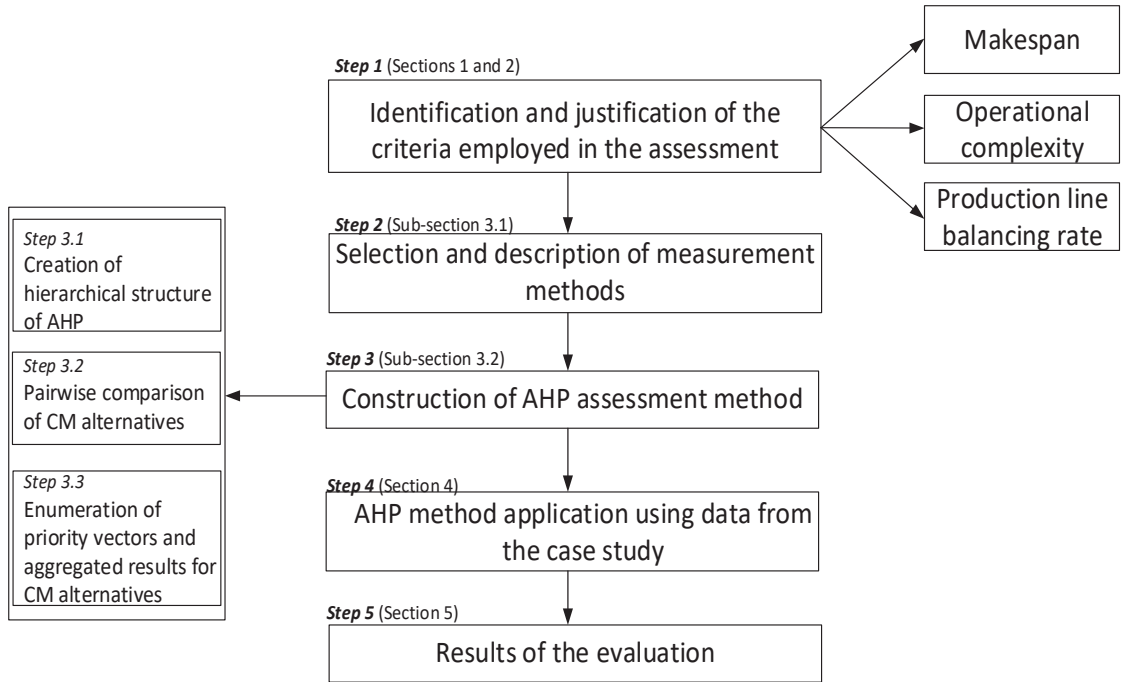 Step 1 (Sections 1 and 2)
Identification and justification of the
criteria employed in the assessment
Makespan
Operational
complexity
Production line
balancing rate
Step 2 (Sub-section 3.1)
Selection and description of measurement
methods
Step 3 (Sub-section 3.2)
Construction of AHP assessment method
Step 3.1
Creation of
hierarchical structure
of AHP
Step 3.2
Pairwise comparison
of CM alternatives
Step 3.3
Enumeration of
priority vectors and
aggregated results for
CM alternatives
Step 4 (Section 4)
AHP method application using data from
the case study
Step 5 (Section 5)
Results of the evaluation